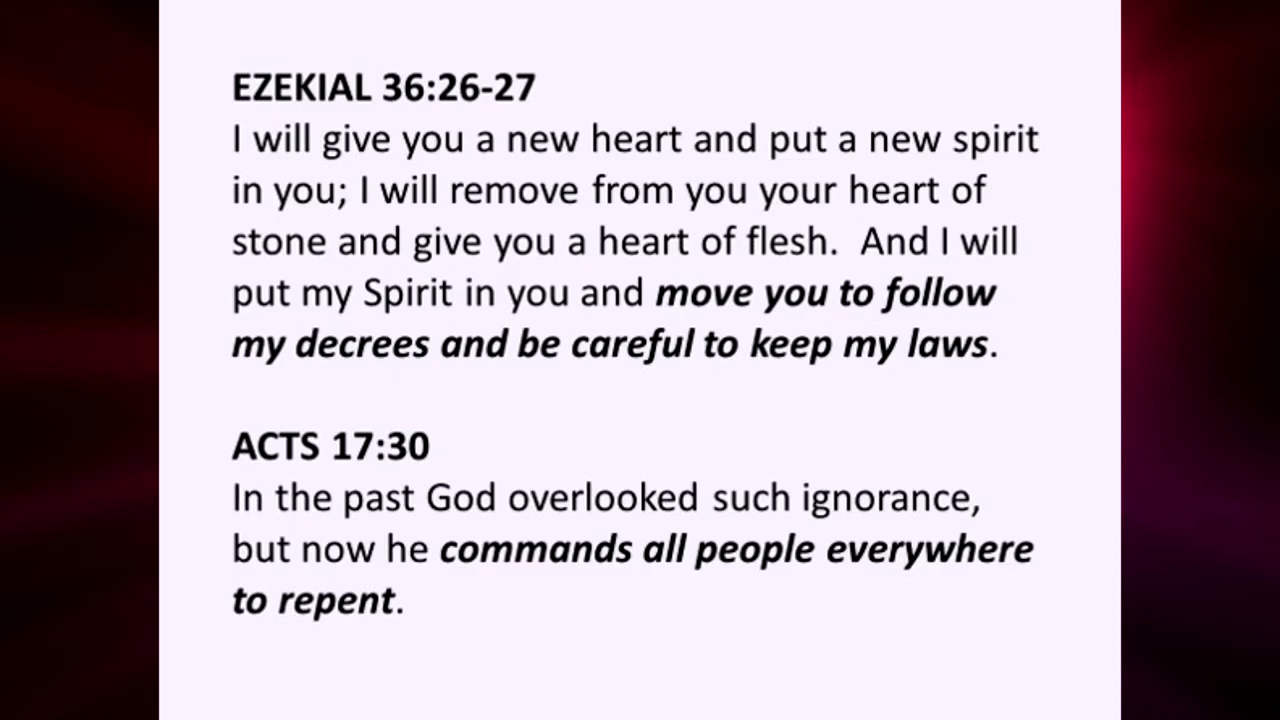 EZEKIAL 36:26-27
I will give you a new heart and put a new spirit
in you; I will remove from you your heart of
stone and give you a heart of flesh.  And I will
put my Spirit in you and move you to follow
my decrees and be careful to keep my laws.
ACTS 17:30
In the past God overlooked such ignorance,
but now he commands all people everywhere
to repent.